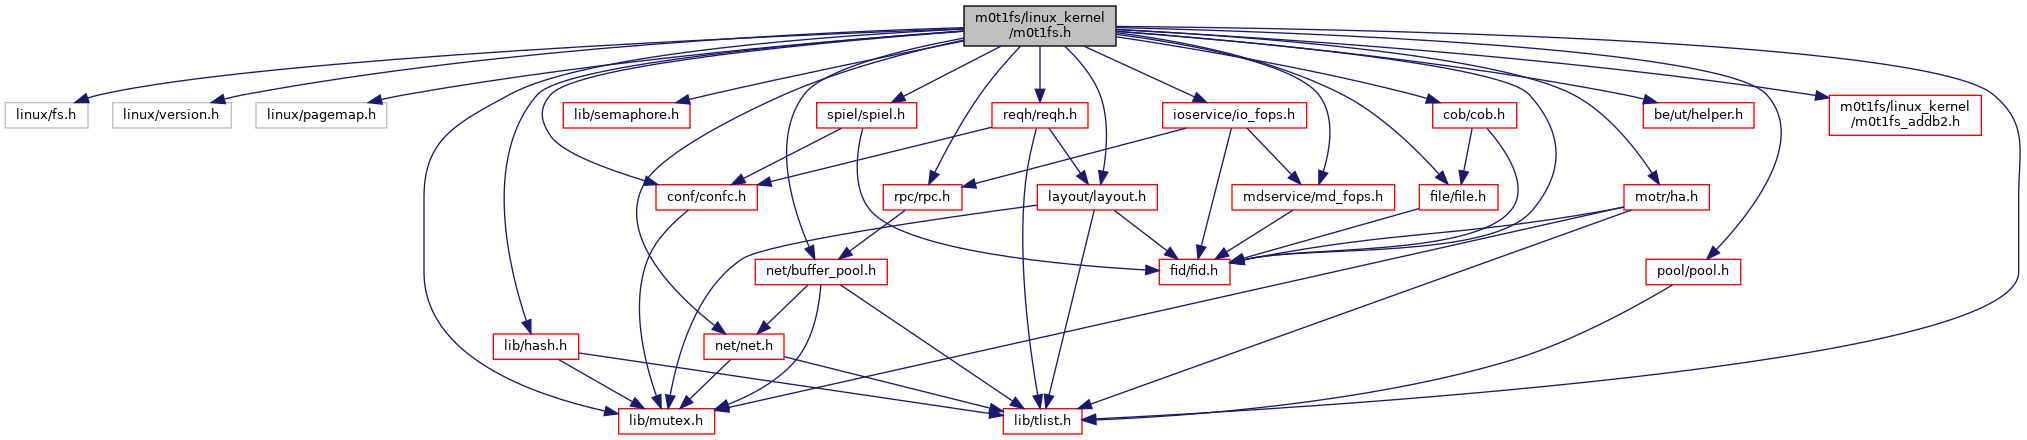 m0t1fs/linux_kernel
/m0t1fs.h
linux/fs.h
linux/version.h
linux/pagemap.h
lib/semaphore.h
spiel/spiel.h
reqh/reqh.h
ioservice/io_fops.h
cob/cob.h
be/ut/helper.h
m0t1fs/linux_kernel
/m0t1fs_addb2.h
conf/confc.h
rpc/rpc.h
layout/layout.h
mdservice/md_fops.h
file/file.h
motr/ha.h
net/buffer_pool.h
fid/fid.h
pool/pool.h
lib/hash.h
net/net.h
lib/mutex.h
lib/tlist.h